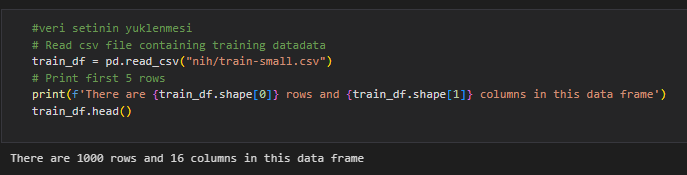 #veri setinin yuklenmesi
# Read csv file containing training datadata
train_df = pd.read_csv("nih/train-small.csv")
# Print first 5 rows
print(f'There are {train_df.shape[0]} rows and {train_df.shape[1]} columns in this data frame')
train_df.head()
There are 1000 rows and 16 columns in this data frame